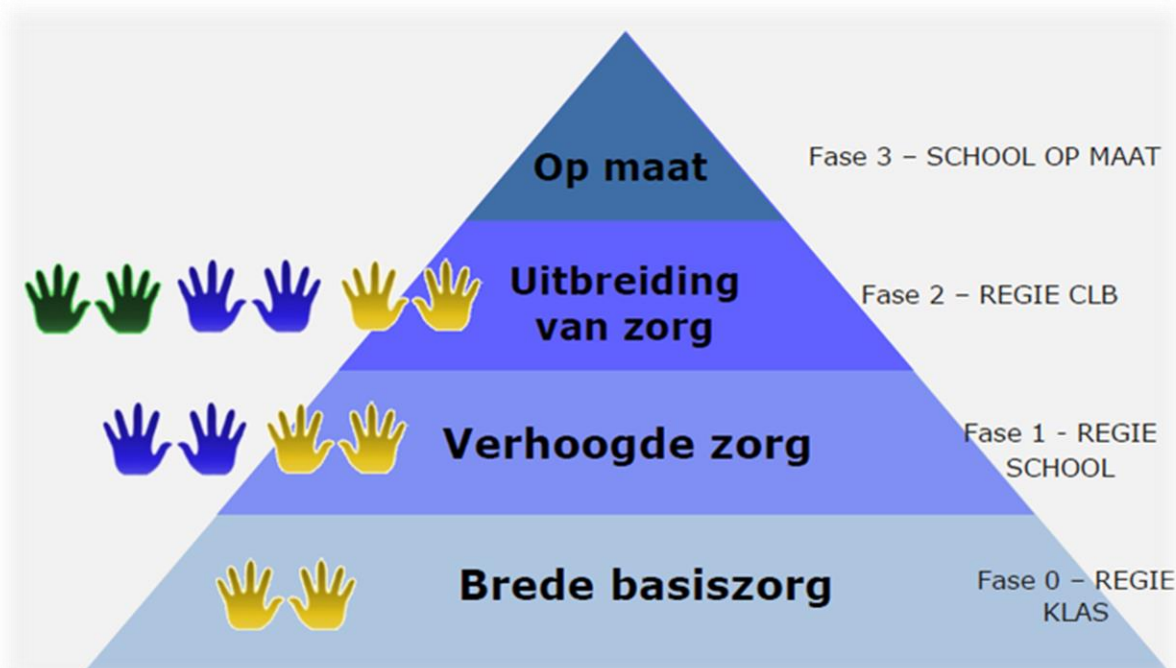 Op maat
Fase 3 – SCHOOL OP MAAT
Uitbreiding
van zorg
Fase 2 – REGIE CLB
Verhoogde zorg
Fase 1 - REGIE
SCHOOL
Brede basiszorg
Fase 0 – REGIE
KLAS